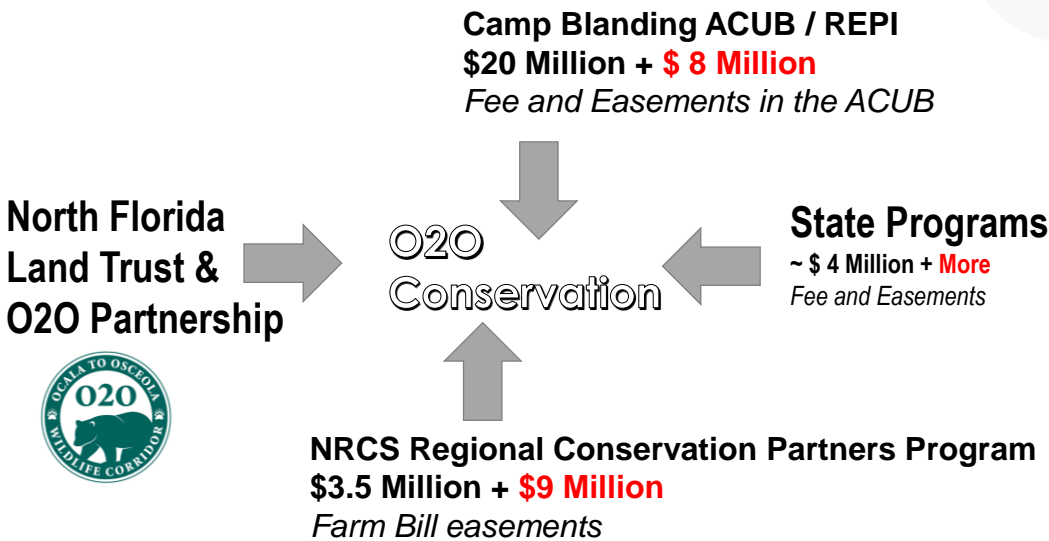 Camp Blanding ACUB / REPI
$20 Million + $ 8 Million
Fee and Easements in the ACUB
North Florida
Land Trust &
O2O Partnership
O2O
Conservation
State Programs
~ $ 4 Million + More
Fee and Easements
OCALA TO OSCEOLA
O2O
WILDLIFE CORRIDOR
NRCS Regional Conservation Partners Program
$3.5 Million + $9 Million
Farm Bill easements